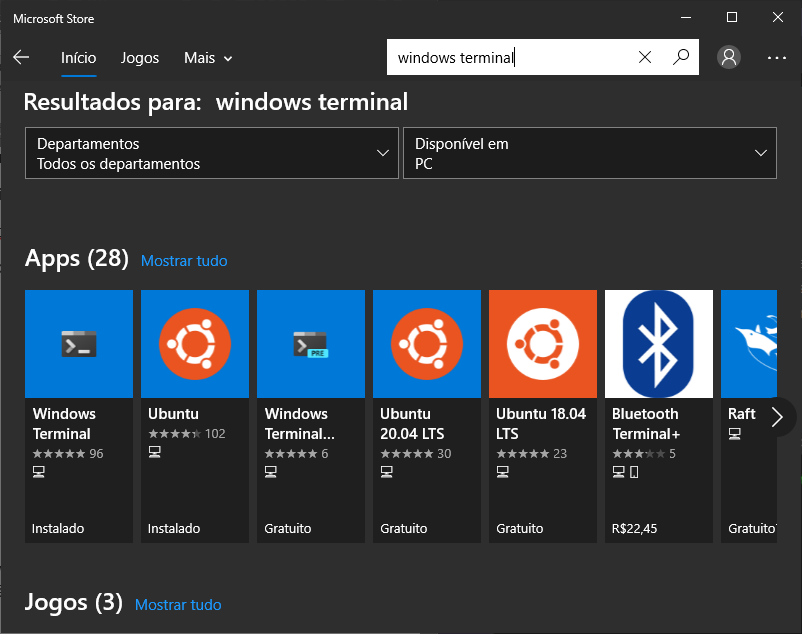 Microsoft Store
Início Jogos Mais windows terminal
Resultados para: windows terminal
Departamentos
Todos os departamentos
Disponível em
PC
Apps (28) Mostrar tudo
Windows
Terminal
96
Instalado
Ubuntu
102
Instalado
PRE
Windows
Terminal...
6
Gratuito
Ubuntu
20.04 LTS
30
Gratuito
Ubuntu 18.04
LTS
23
Gratuito
Bluetooth
Terminal+
5
R$22,45
Raft
Gratuito
Jogos (3) Mostrar tudo